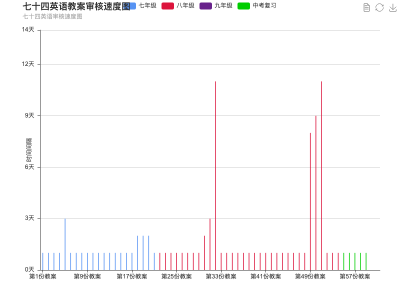 七十四英语教案审核速度图
七年级 八年级 九年级 中考复习
七十四英语教案审核速度图
14天
12天
9天
6天
3天
0天
第1份教案 第9份教案 第17份教案 第25份教案 第33份教案 第41份教案 第49份教案 第57份教案